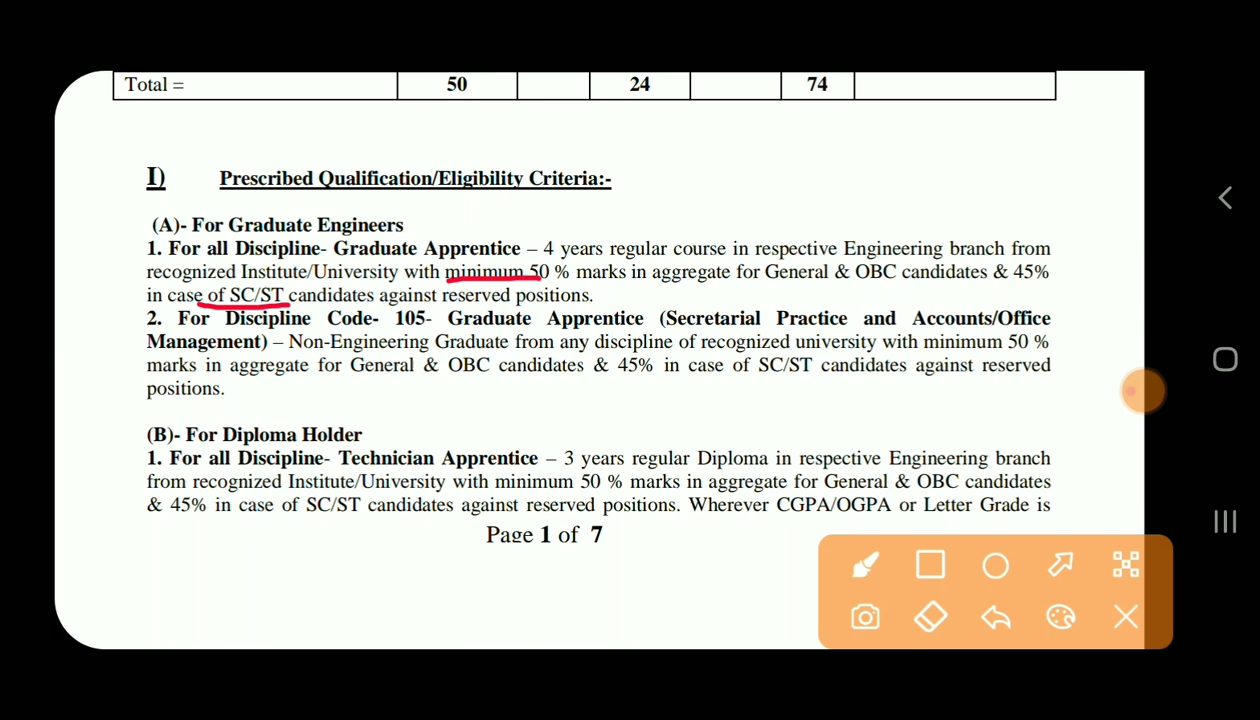 Total = 50 24 74
I) Prescribed Qualification/Eligibility Criteria:-
(A)- For Graduate Engineers
1. For all Discipline- Graduate Apprentice – 4 years regular course in respective Engineering branch from
recognized Institute/University with minimum 50 % marks in aggregate for General & OBC candidates & 45%
in case of SC/ST candidates against reserved positions.
2. For Discipline Code- 105- Graduate Apprentice (Secretarial Practice and Accounts/Office
Management) – Non-Engineering Graduate from any discipline of recognized university with minimum 50 %
marks in aggregate for General & OBC candidates & 45% in case of SC/ST candidates against reserved
positions.
(B)- For Diploma Holder
1. For all Discipline- Technician Apprentice – 3 years regular Diploma in respective Engineering branch
from recognized Institute/University with minimum 50 % marks in aggregate for General & OBC candidates
& 45% in case of SC/ST candidates against reserved positions. Wherever CGPA/OGPA or Letter Grade is
Page 1 of 7